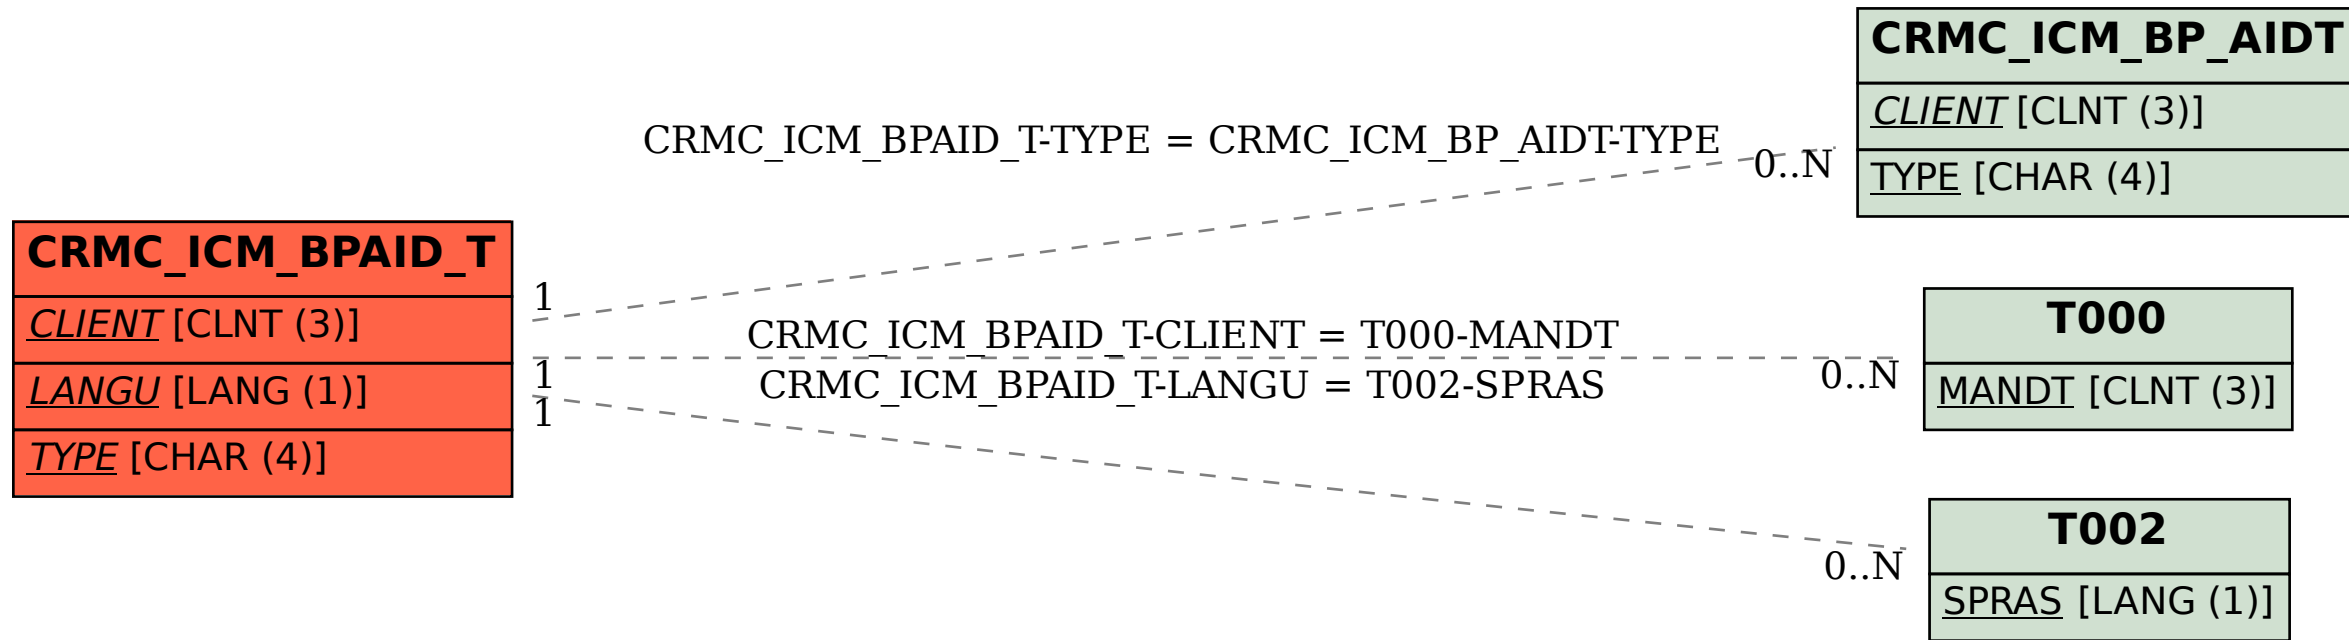 CRMC_ICM_BP_AIDT
CLIENT [CLNT (3)]
TYPE [CHAR (4)]
CRMC_ICM_BPAID_T-TYPE = CRMC_ICM_BP_AIDT-TYPE
0..N
CRMC_ICM_BPAID_T
CLIENT [CLNT (3)]
LANGU [LANG (1)]
TYPE [CHAR (4)]
1
CRMC_ICM_BPAID_T-CLIENT = T000-MANDT
1
0..N
CRMC_ICM_BPAID_T-LANGU = T002-SPRAS
1
0..N
T000
MANDT [CLNT (3)]
T002
SPRAS [LANG (1)]